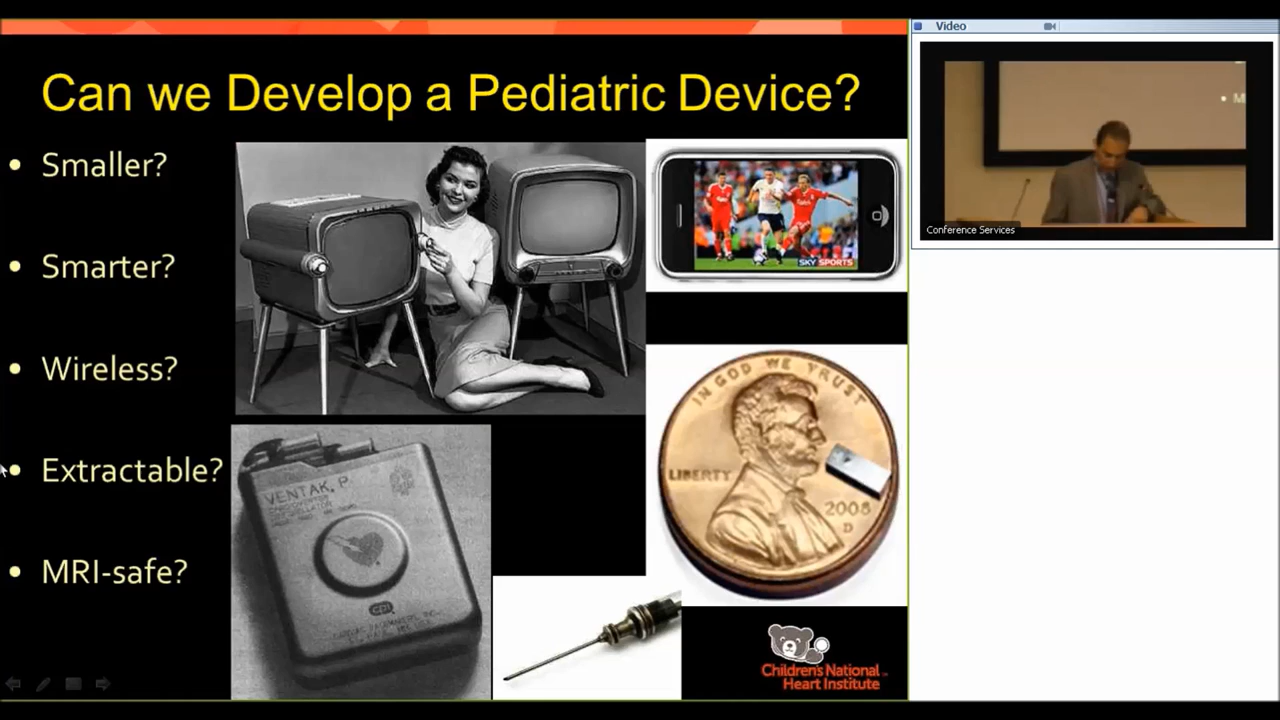 Can we Develop a Pediatric Device?
• Smaller?
• Smarter?
• Wireless?
• Extractable?
• MRI-safe?
SKY SPORTS
VENTAK, P
CPI
IN GOD WE TRUST
LIBERTY
2008
D
Children's National
Heart Institute
Video
• M
Conference Services